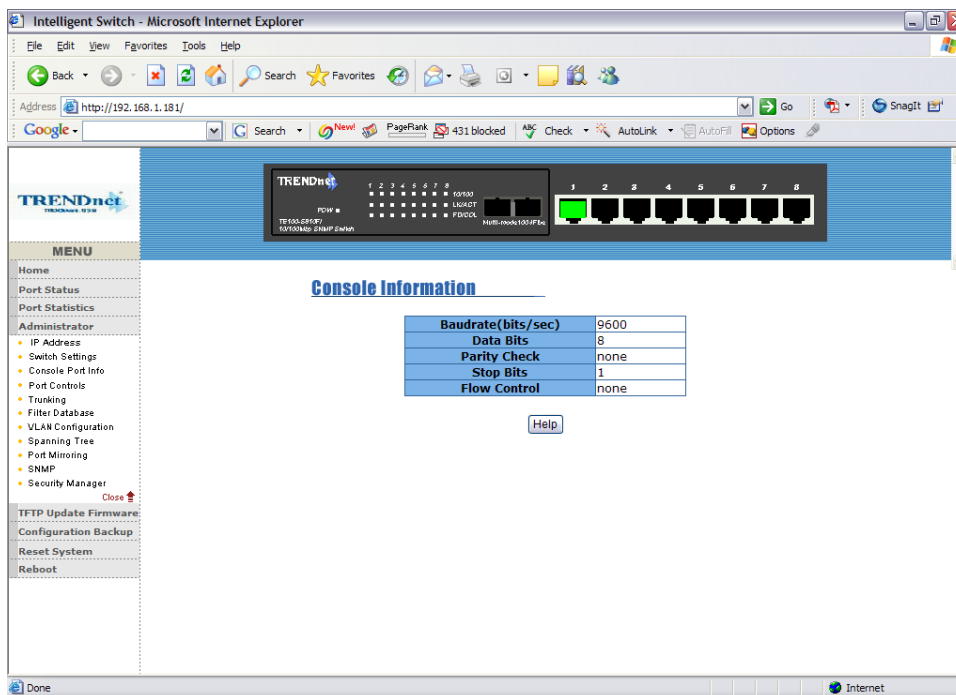 Intelligent Switch - Microsoft Internet Explorer
File Edit View Favorites Tools Help
Back Search Favorites
Address http://192.168.1.181/ Go SnagIt
Google Search New! PageRank 431 blocked ABC Check AutoLink AutoFill Options
TRENDnet
TRENDnet
1 2 3 4 5 6 7 8
10/100
POW LK/ACT
FD/COL
10/100Mbps SNMP Switch
1 2 3 4 5 6 7 8
MENU
Home
Port Status
Port Statistics
Administrator
IP Address
Switch Settings
Console Port Info
Port Controls
Trunking
Filter Database
VLAN Configuration
Spanning Tree
Port Mirroring
SNMP
Security Manager
Close
TFTP Update Firmware
Configuration Backup
Reset System
Reboot
Console Information
Baudrate(bits/sec) 9600
Data Bits 8
Parity Check none
Stop Bits 1
Flow Control none
Help
Done Internet